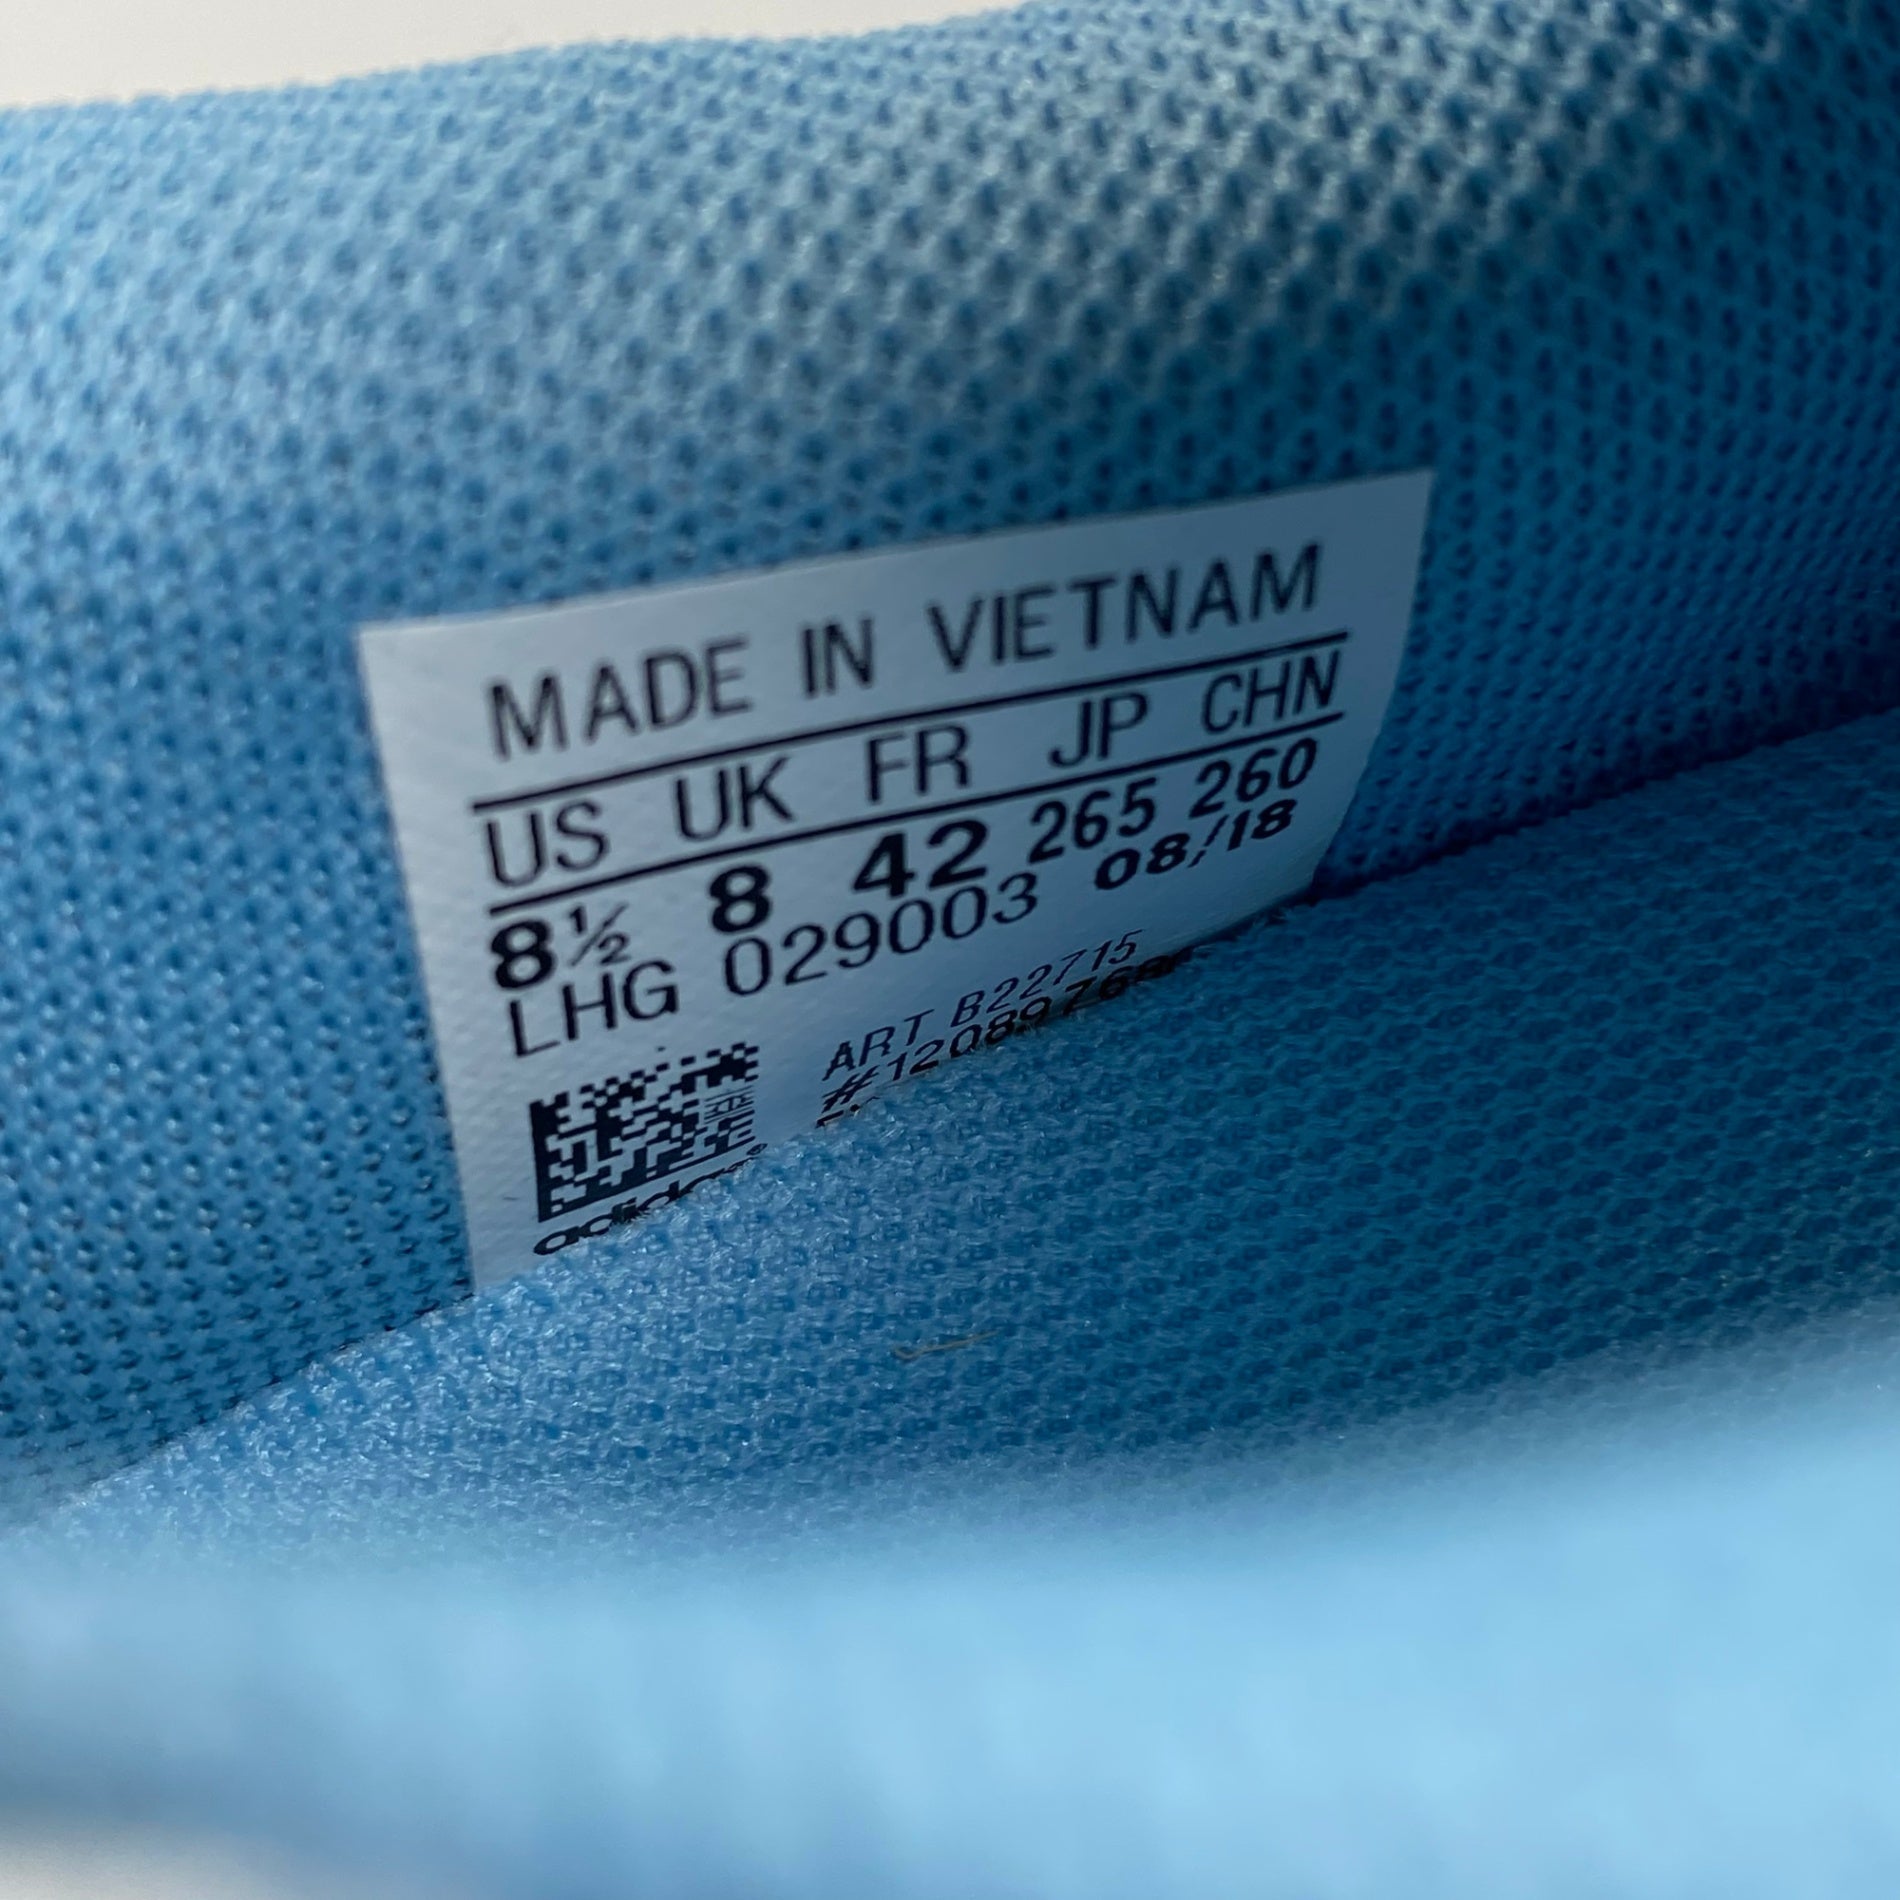 MADE IN VIETNAM
US UK FR JP CHN
8½ 8 42 265 260
LHG 029003 08/18
ART B22715
adidas®